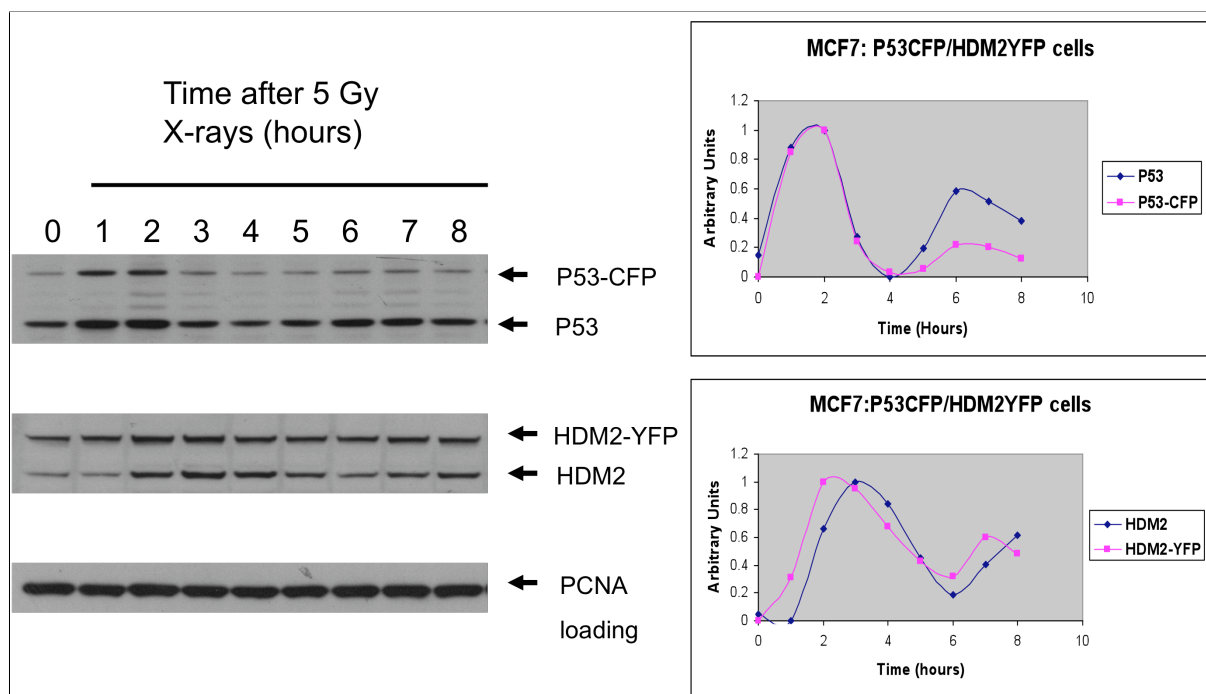 Time after 5 Gy
X-rays (hours)
0 1 2 3 4 5 6 7 8
P53-CFP
P53
HDM2-YFP
HDM2
PCNA
loading
MCF7: P53CFP/HDM2YFP cells
Arbitrary Units
1.2
1
0.8
0.6
0.4
0.2
0
0 2 4 6 8 10
Time (Hours)
P53
P53-CFP
MCF7:P53CFP/HDM2YFP cells
Arbitrary Units
1.2
1
0.8
0.6
0.4
0.2
0
0 2 4 6 8 10
Time (hours)
HDM2
HDM2-YFP